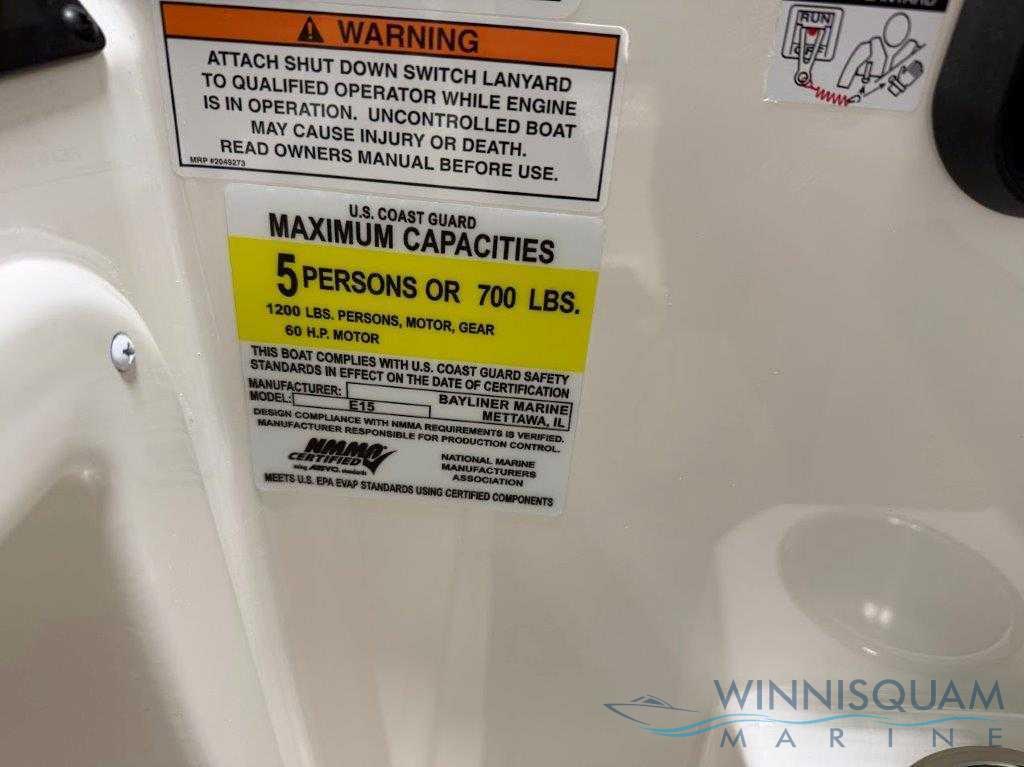 WARNING
ATTACH SHUT DOWN SWITCH LANYARD
TO QUALIFIED OPERATOR WHILE ENGINE
IS IN OPERATION. UNCONTROLLED BOAT
MAY CAUSE INJURY OR DEATH.
READ OWNERS MANUAL BEFORE USE.
MRP #2049273
RUN
OFF
U.S. COAST GUARD
MAXIMUM CAPACITIES
5 PERSONS OR 700 LBS.
1200 LBS. PERSONS, MOTOR, GEAR
60 H.P. MOTOR
THIS BOAT COMPLIES WITH U.S. COAST GUARD SAFETY
STANDARDS IN EFFECT ON THE DATE OF CERTIFICATION
MANUFACTURER: BAYLINER MARINE
MODEL: E15 METTAWA, IL
DESIGN COMPLIANCE WITH NMMA REQUIREMENTS IS VERIFIED.
MANUFACTURER RESPONSIBLE FOR PRODUCTION CONTROL.
NMMA
CERTIFIED
using ABYC standards
NATIONAL MARINE
MANUFACTURERS
ASSOCIATION
MEETS U.S. EPA EVAP STANDARDS USING CERTIFIED COMPONENTS
WINNISQUAM
MARINE